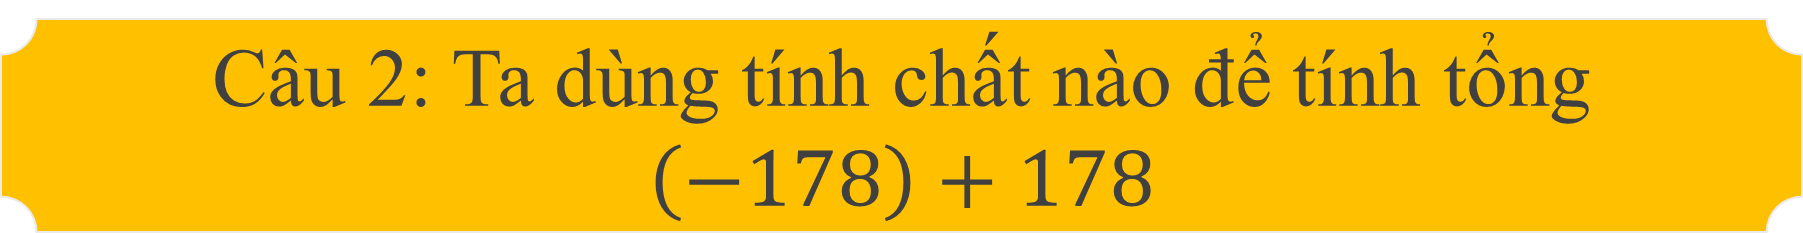 Câu 2: Ta dùng tính chất nào để tính tổng
(−178) + 178